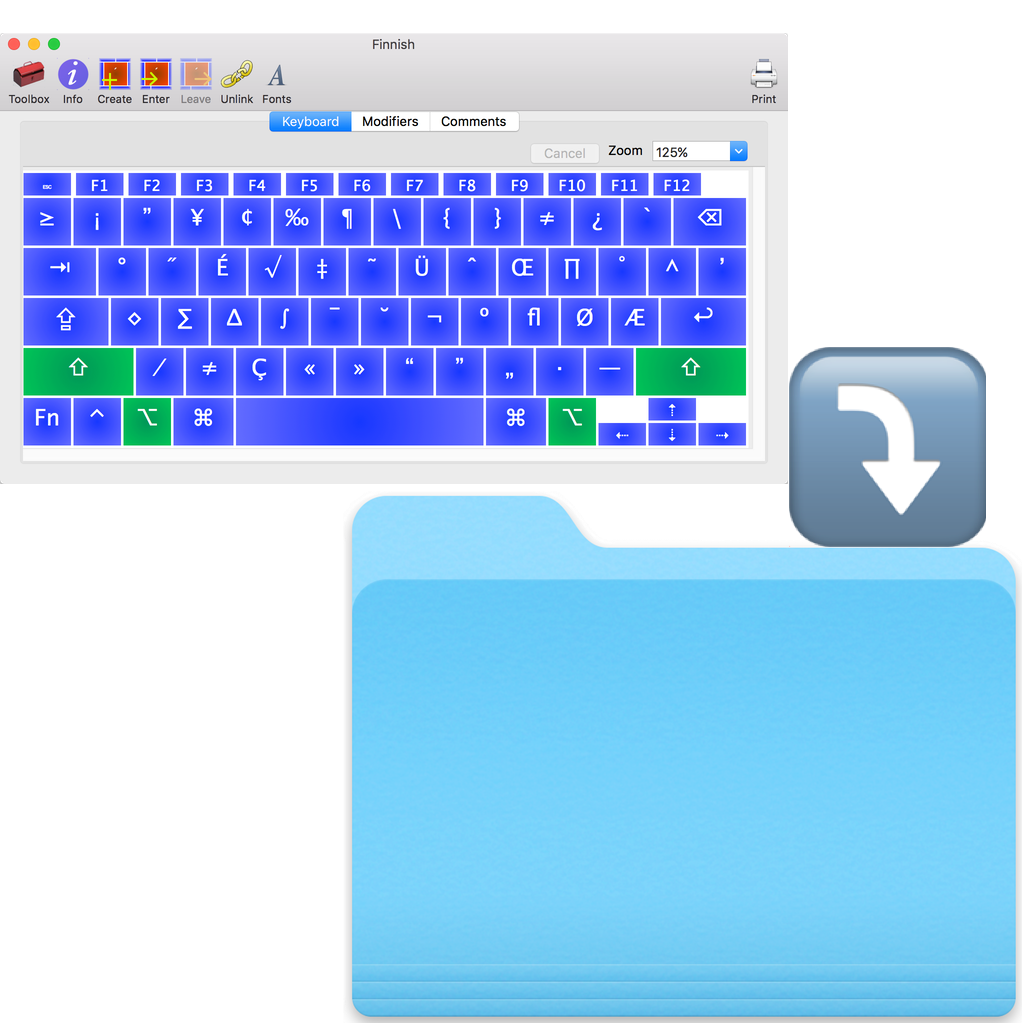 Finnish
Toolbox Info Create Enter Leave Unlink Fonts Print
Keyboard Modifiers Comments
Cancel Zoom 125%
ESC F1 F2 F3 F4 F5 F6 F7 F8 F9 F10 F11 F12
≥ ¡ ” ¥ ¢ ‰ ¶ \ { } ≠ ¿ ` ⌫
⇥ ° ˝ É √ ‡ ˜ Ü ˆ Œ ∏ ˚ ^ ’
⇪ ◊ ∑ ∆ ∫ ¯ ˘ ¬ º ﬂ Ø Æ ↩
⇧ ⁄ ≠ Ç « » “ ” „ · — ⇧
Fn ^ ⌥ ⌘ ⌘ ⌥ ⇠ ⇡ ⇣ ⇢